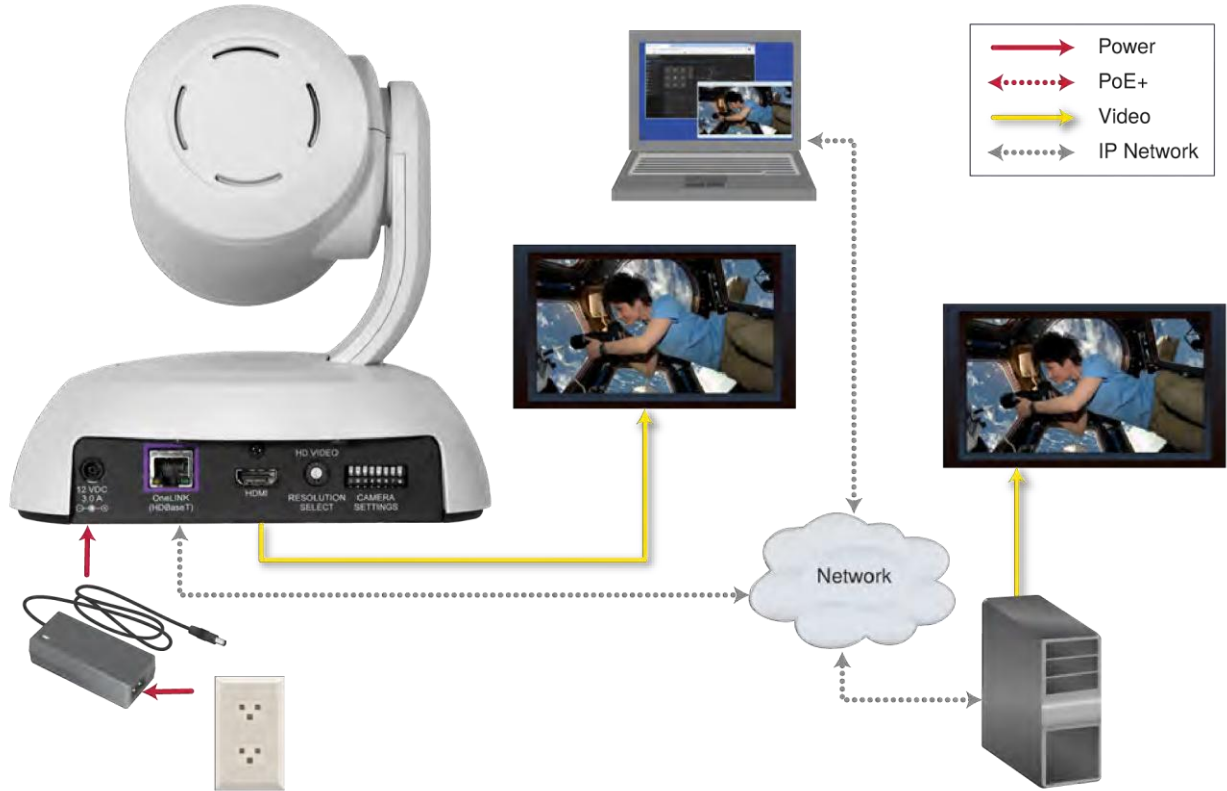 Power
PoE+
Video
IP Network
HD VIDEO
12 VDC
3.0 A
OneLINK
(HDBaseT)
HDMI
RESOLUTION
SELECT
CAMERA
SETTINGS
Network